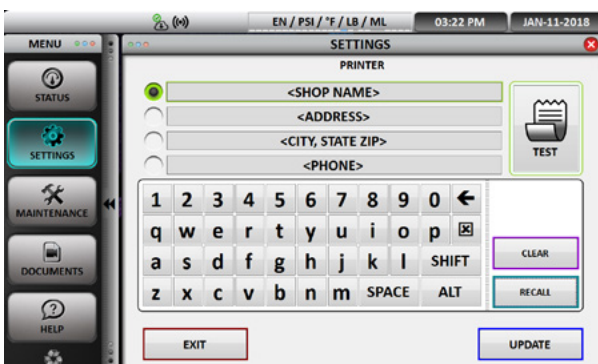 EN / PSI / °F / LB / ML 03:22 PM JAN-11-2018
MENU SETTINGS
PRINTER
STATUS
<SHOP NAME>
<ADDRESS>
<CITY, STATE ZIP>
<PHONE>
TEST
SETTINGS
MAINTENANCE
DOCUMENTS
HELP
1 2 3 4 5 6 7 8 9 0
q w e r t y u i o p
a s d f g h j k l SHIFT
z x c v b n m SPACE ALT
CLEAR
RECALL
EXIT UPDATE